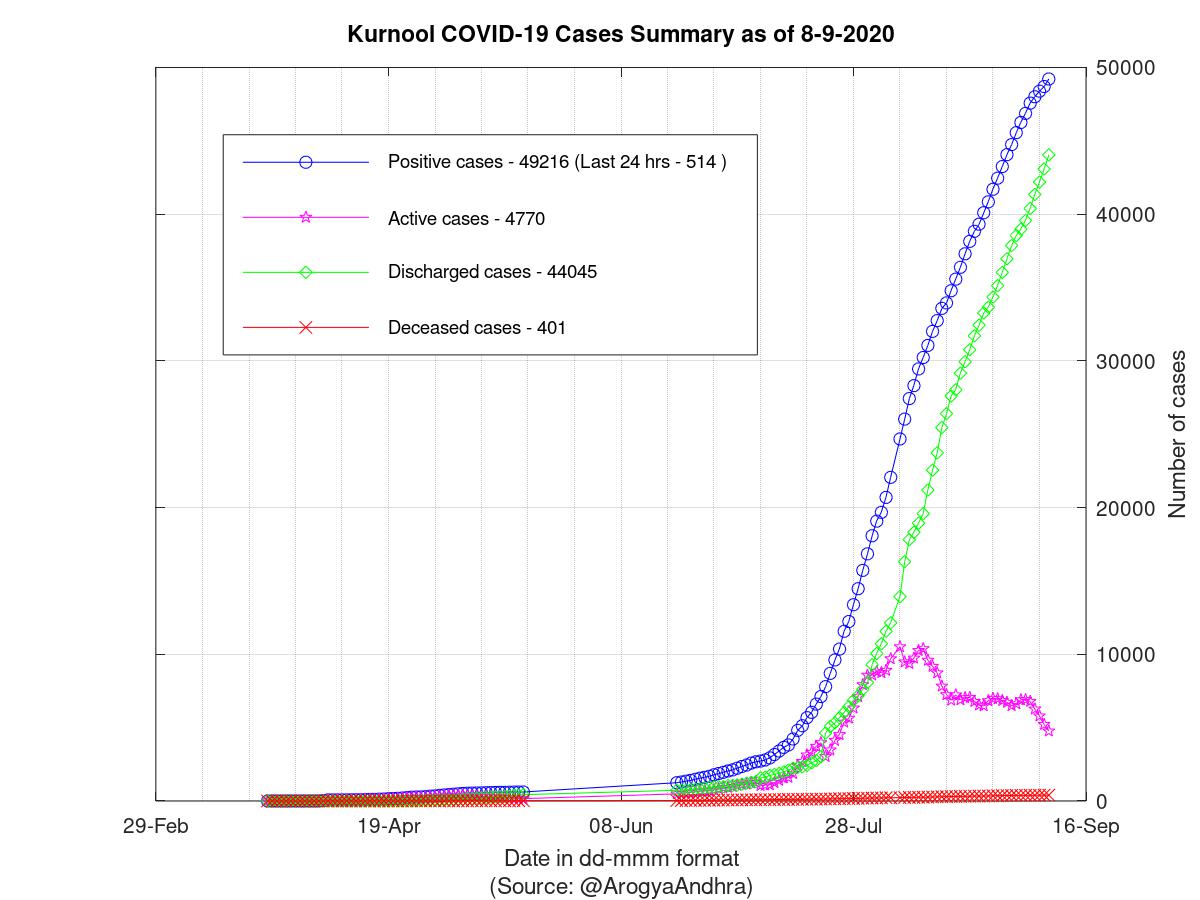 Kurnool COVID-19 Cases Summary as of 8-9-2020
50000
Positive cases - 49216 (Last 24 hrs - 514 )
Active cases - 4770
40000
Discharged cases - 44045
Deceased cases - 401
30000
Number of cases
20000
10000
0
29-Feb 19-Apr 08-Jun 28-Jul 16-Sep
Date in dd-mmm format
(Source: @ArogyaAndhra)